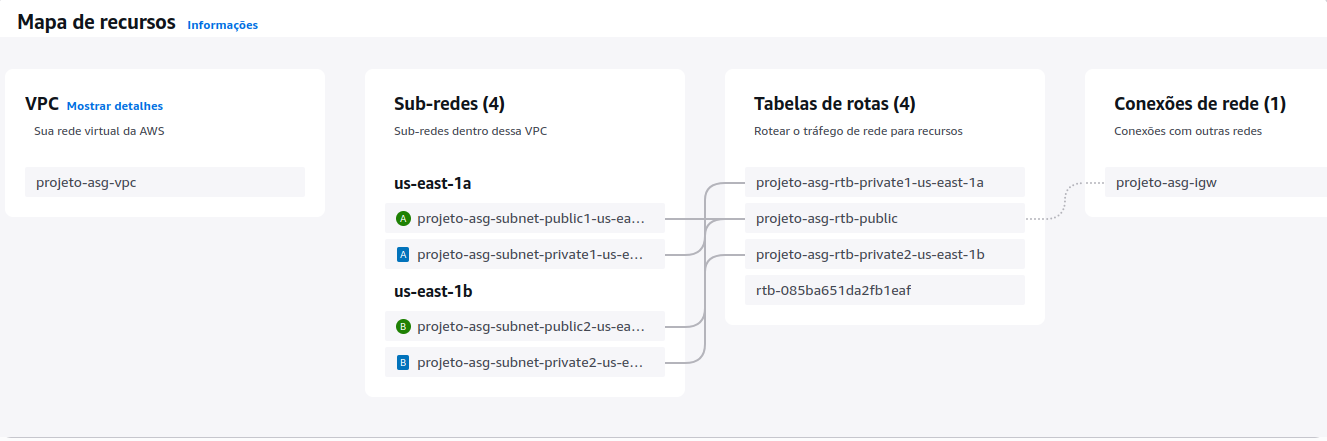 Mapa de recursos Informações
VPC Mostrar detalhes
Sua rede virtual da AWS
projeto-asg-vpc
Sub-redes (4)
Sub-redes dentro dessa VPC
us-east-1a
A projeto-asg-subnet-public1-us-ea...
A projeto-asg-subnet-private1-us-e...
us-east-1b
B projeto-asg-subnet-public2-us-ea...
B projeto-asg-subnet-private2-us-e...
Tabelas de rotas (4)
Rotear o tráfego de rede para recursos
projeto-asg-rtb-private1-us-east-1a
projeto-asg-rtb-public
projeto-asg-rtb-private2-us-east-1b
rtb-085ba651da2fb1eaf
Conexões de rede (1)
Conexões com outras redes
projeto-asg-igw